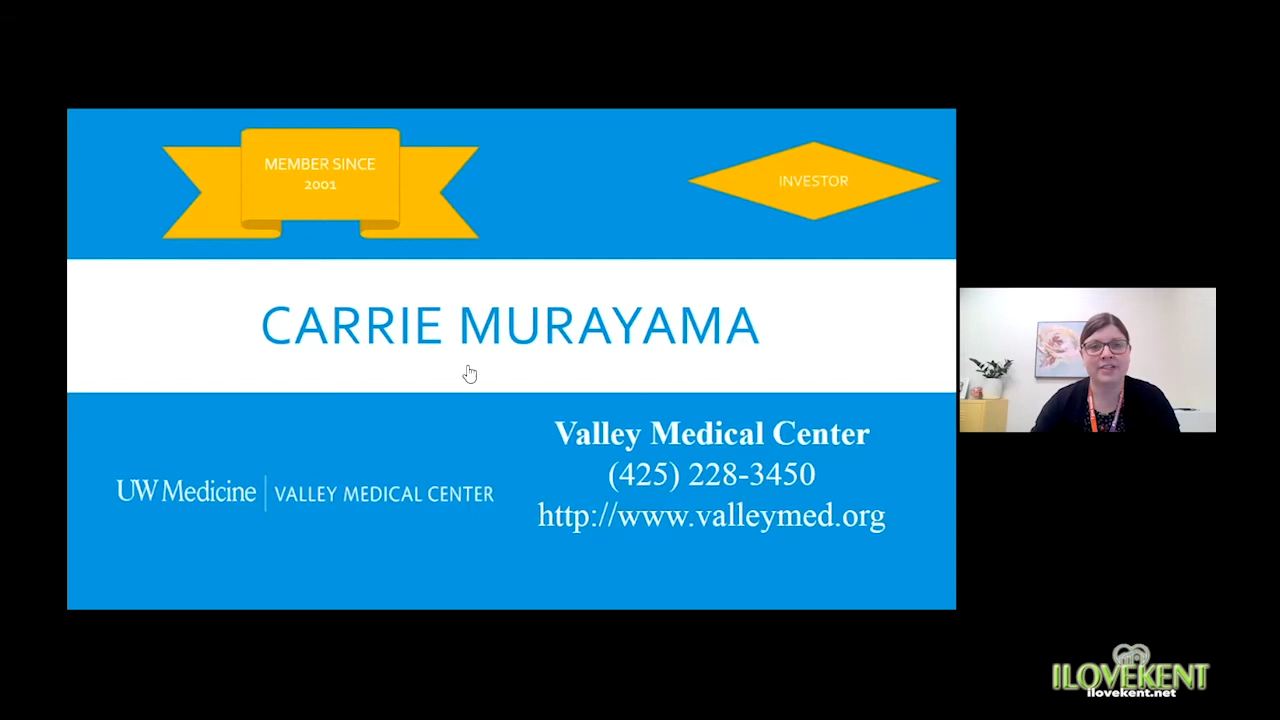 MEMBER SINCE
2001
INVESTOR
CARRIE MURAYAMA
Valley Medical Center
(425) 228-3450
http://www.valleymed.org
UW Medicine | VALLEY MEDICAL CENTER
ILOVEKENT
ilovekent.net